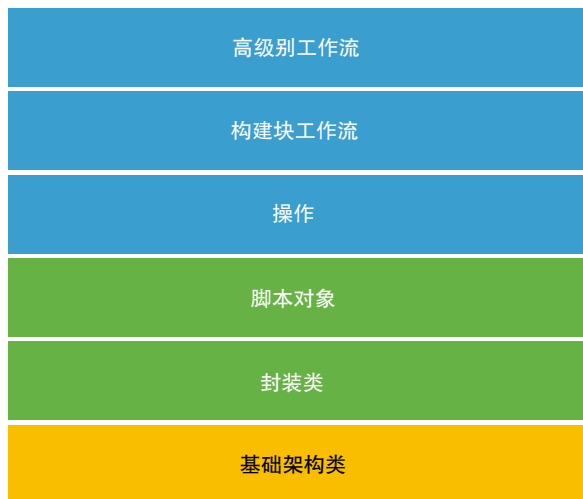 高级别工作流
构建块工作流
操作
脚本对象
封装类
基础架构类